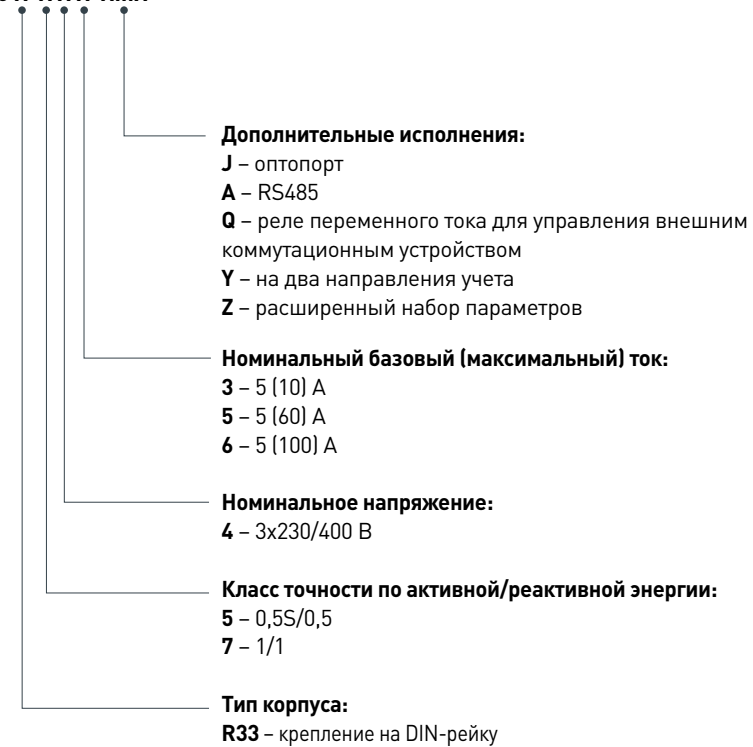 Дополнительные исполнения:
J – оптопорт
A – RS485
Q – реле переменного тока для управления внешним
коммутационным устройством
Y – на два направления учета
Z – расширенный набор параметров
Номинальный базовый (максимальный) ток:
3 – 5 (10) А
5 – 5 (60) А
6 – 5 (100) А
Номинальное напряжение:
4 – 3х230/400 В
Класс точности по активной/реактивной энергии:
5 – 0,5S/0,5
7 – 1/1
Тип корпуса:
R33 – крепление на DIN-рейку